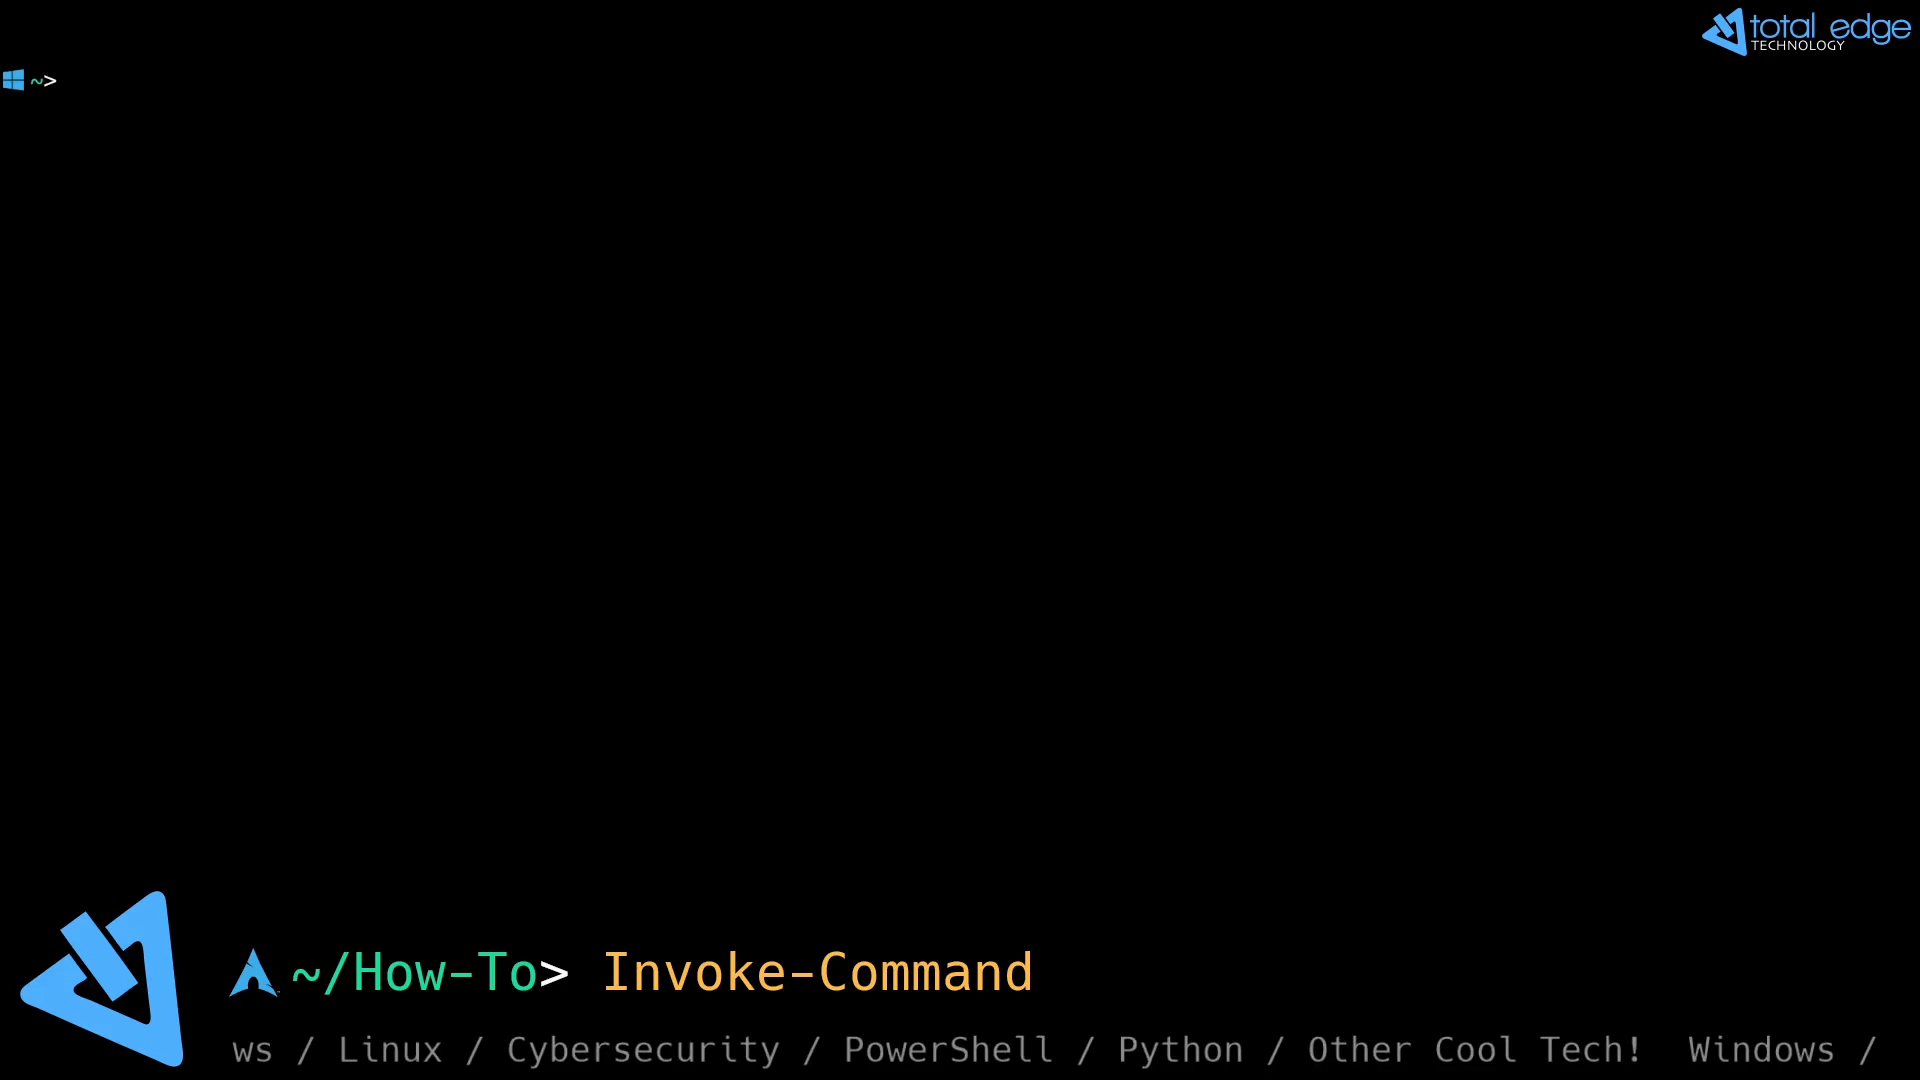 total edge
TECHNOLOGY
~>
~/How-To> Invoke-Command
ws / Linux / Cybersecurity / PowerShell / Python / Other Cool Tech! Windows /